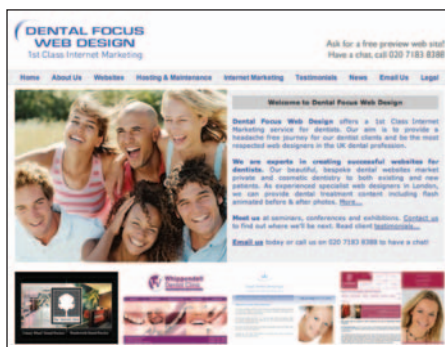 DENTAL FOCUS
WEB DESIGN
1st Class Internet Marketing
Ask for a free preview web site!
Have a chat, call 020 7183 8388
Home About Us Websites Hosting & Maintenance Internet Marketing Testimonials News Email Us Legal
Welcome to Dental Focus Web Design
Dental Focus Web Design offers a 1st Class Internet
Marketing service for dentists. Our aim is to provide a
headache free journey for our dental clients and be the most
respected web designers in the UK dental profession.
We are experts in creating successful websites for
dentists. Our beautiful, bespoke dental websites market
private and cosmetic dentistry to both existing and new
patients. As experienced specialist web designers in London,
we can provide dental treatment content including flash
animated before & after photos. More...
Meet us at seminars, conferences and exhibitions. Contact us
to find out where we'll be next. Read client testimonials...
Email us today or call us on 020 7183 8388 to have a chat!